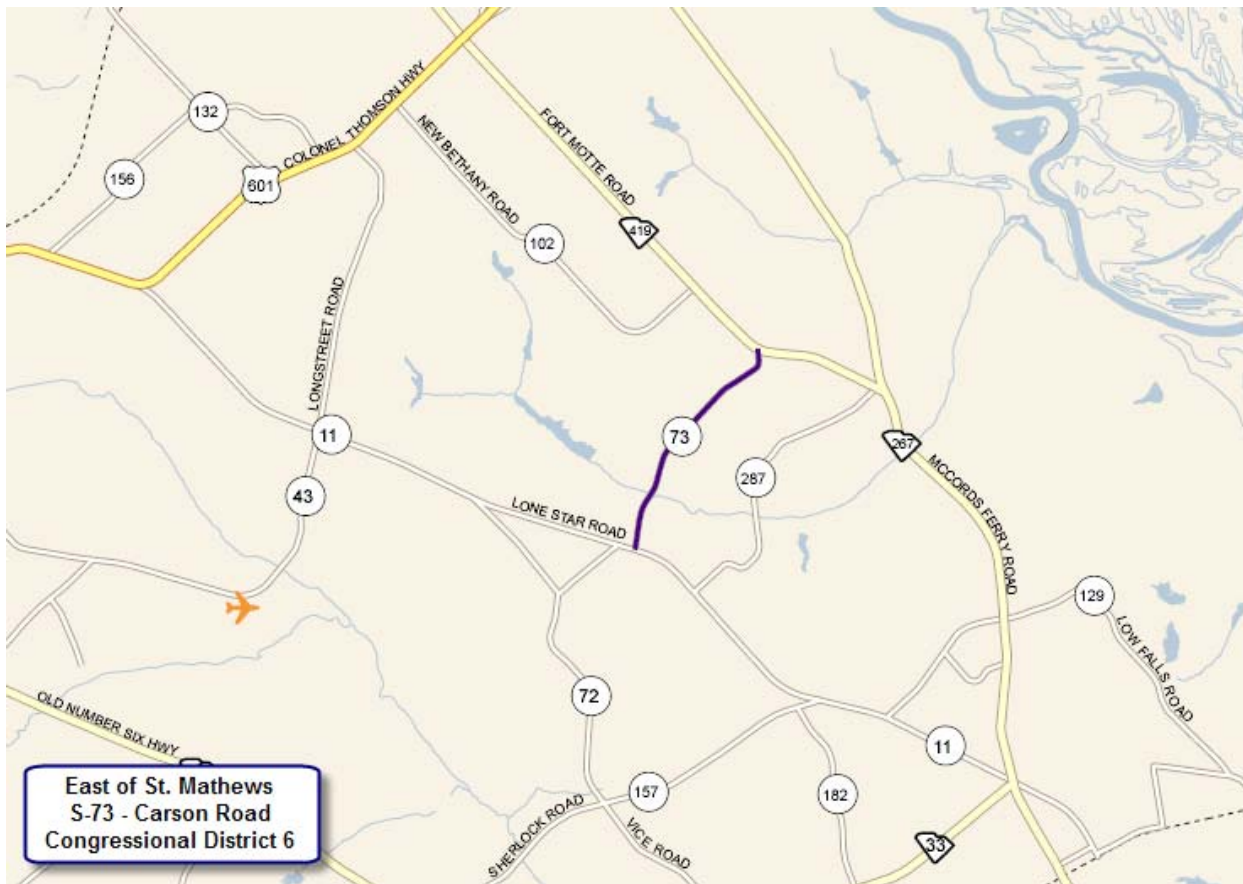 132
COLONEL THOMSON HWY
156
601
NEW BETHANY ROAD
FORT MOTTE ROAD
419
102
LONGSTREET ROAD
11
73
267
287
MCCORDS FERRY ROAD
43
LONE STAR ROAD
129
LOW FALLS ROAD
72
OLD NUMBER SIX HWY
11
157
182
SHERLOCK ROAD
VICE ROAD
33
East of St. Mathews
S-73 - Carson Road
Congressional District 6